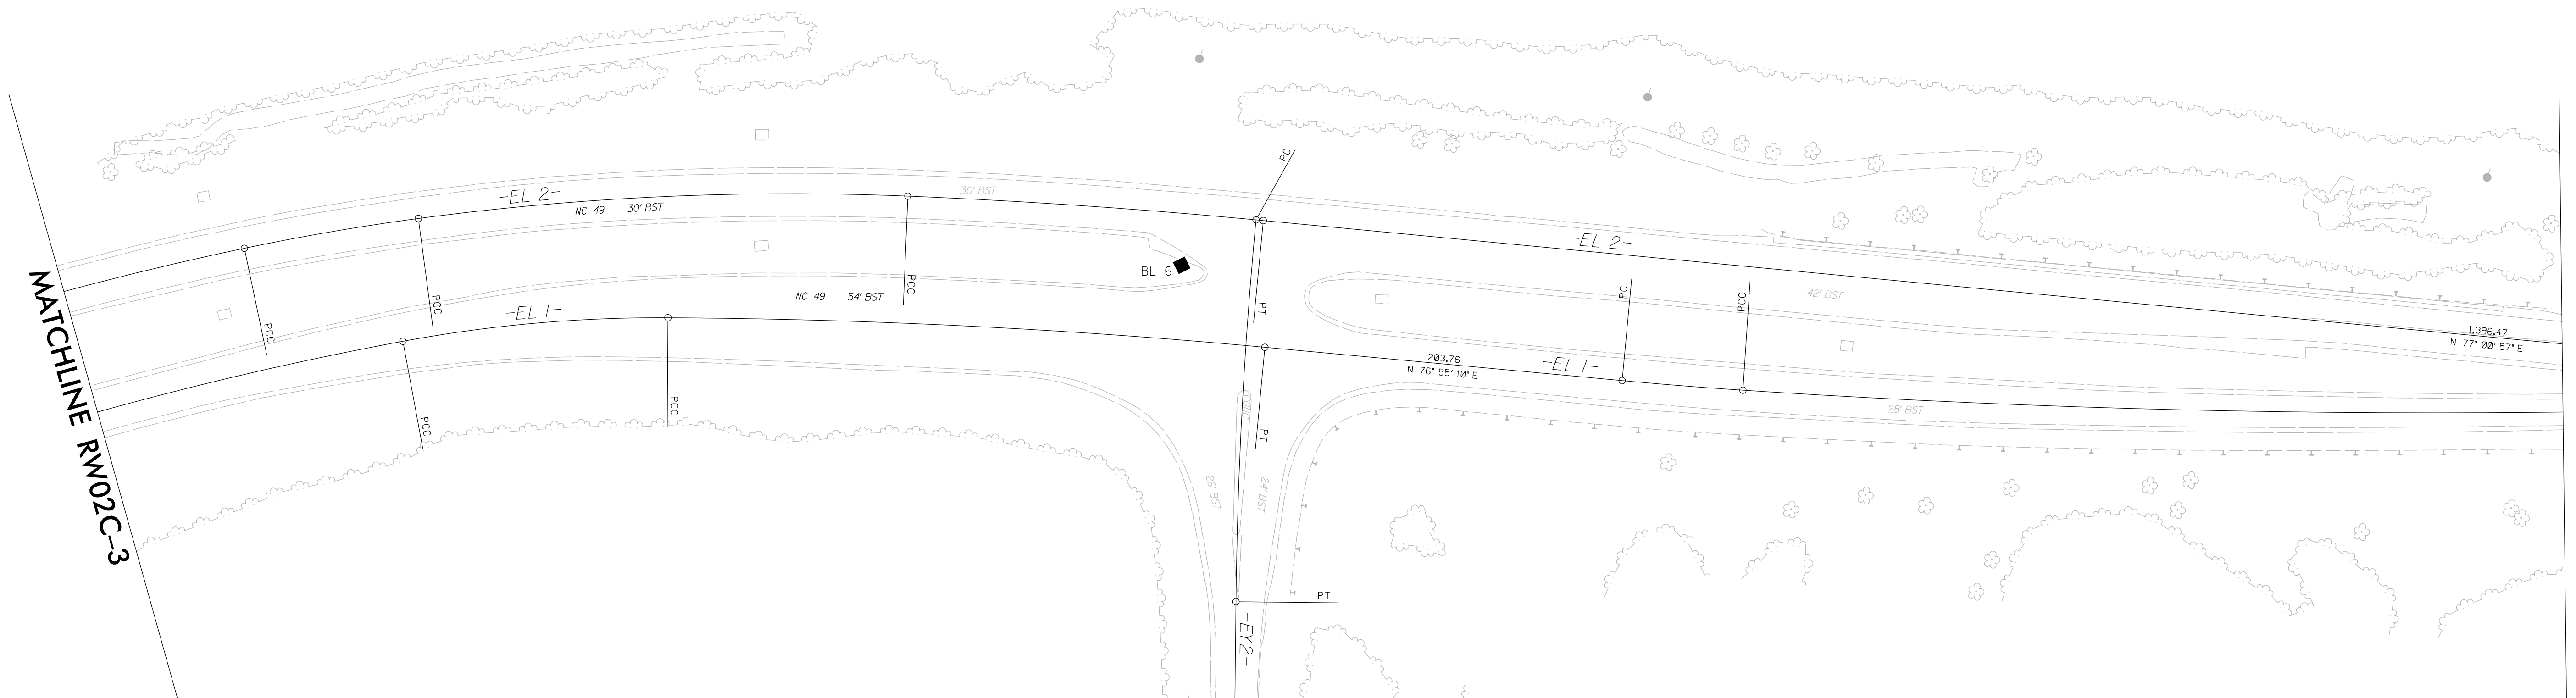 PC
-EL 2-
30' BST
NC 49 30' BST
-EL 2-
BL-6
MATCHLINE RW02C-3
PCC
PCC
PCC
NC 49 54' BST
-EL 1-
PT
PC
PCC
42' BST
1,396.47
N 77° 00' 57" E
203.76
N 76° 55' 10" E
-EL 1-
PCC
PCC
PT
CONC
28' BST
26' BST
24' BST
PT
-EY2-